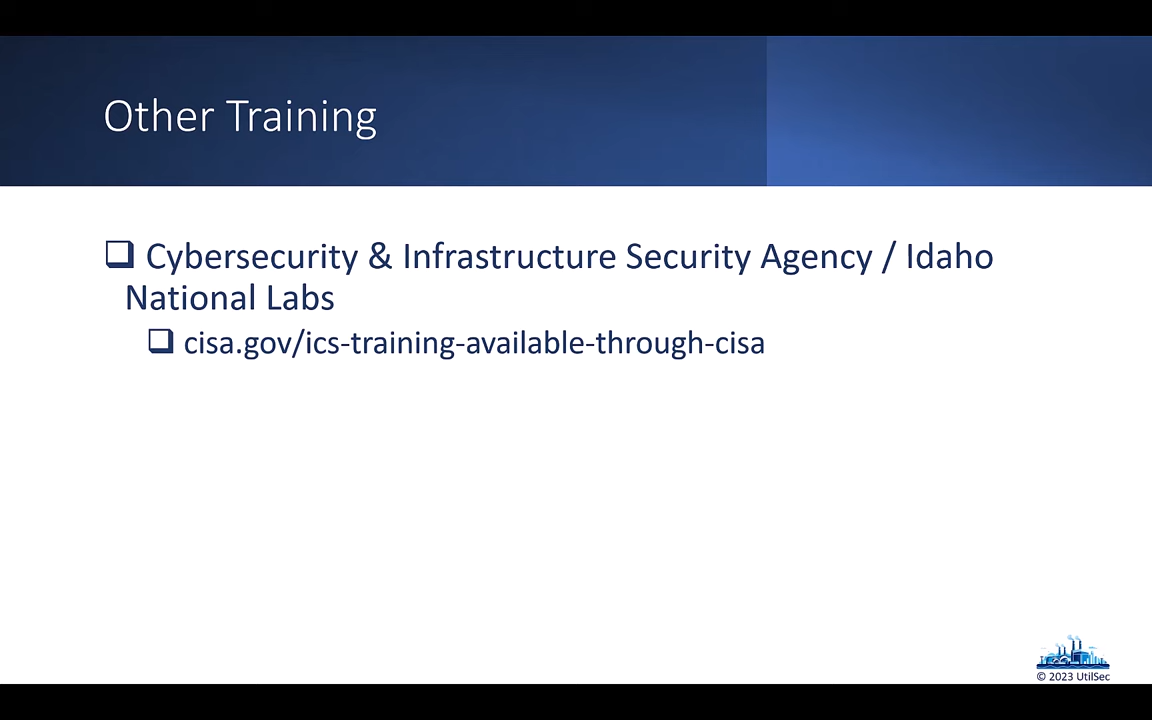 Other Training
❑ Cybersecurity & Infrastructure Security Agency / Idaho
National Labs
❑ cisa.gov/ics-training-available-through-cisa
© 2023 UtilSec